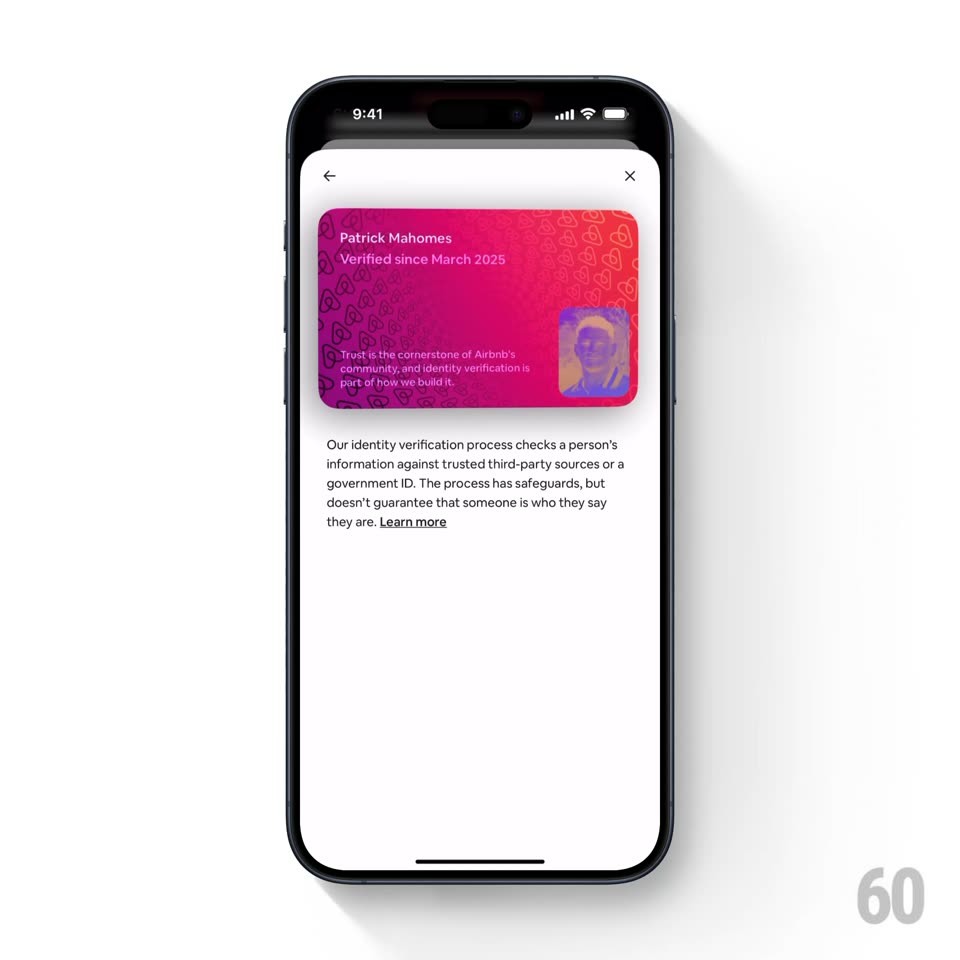 9:41
Patrick Mahomes
Verified since March 2025
Trust is the cornerstone of Airbnb's
community, and identity verification is
part of how we build it.
Our identity verification process checks a person’s
information against trusted third-party sources or a
government ID. The process has safeguards, but
doesn’t guarantee that someone is who they say
they are. Learn more
60